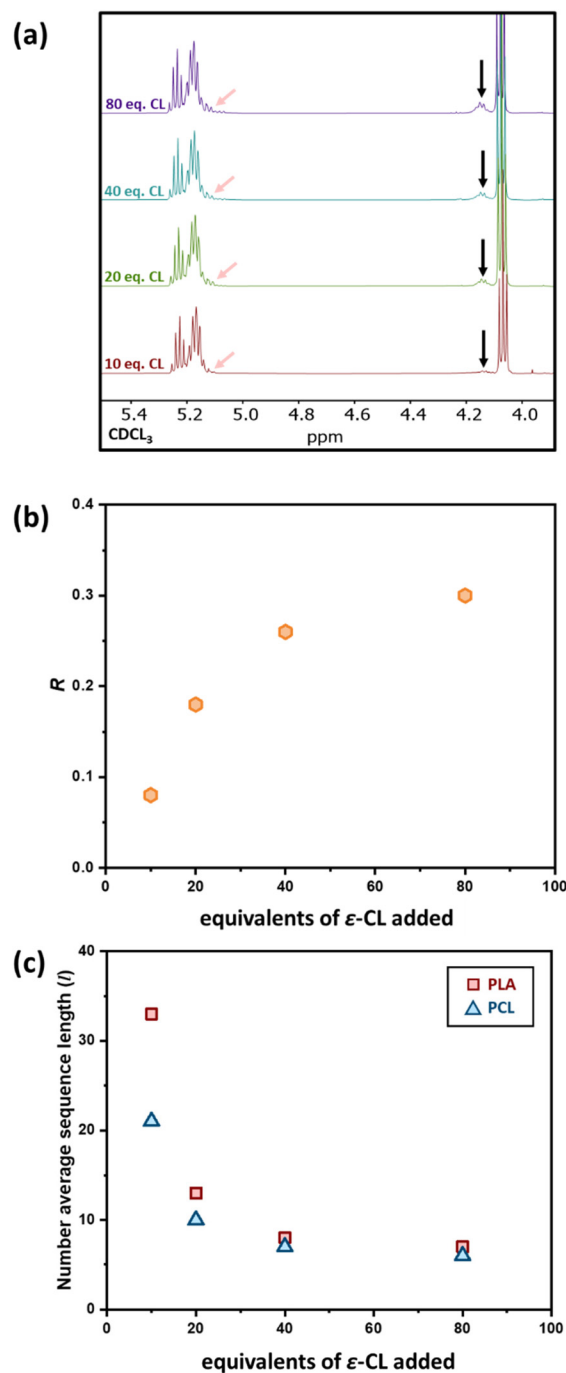 (a)
80 eq. CL
40 eq. CL
20 eq. CL
10 eq. CL
5.4 5.2 5.0 4.8 4.6 4.4 4.2 4.0
CDCL3 ppm
(b)
0.4
0.3
0.2
0.1
0.0
R
0 20 40 60 80 100
equivalents of ε-CL added
(c)
40
30
20
10
0
Number average sequence length (l)
PLA
PCL
0 20 40 60 80 100
equivalents of ε-CL added